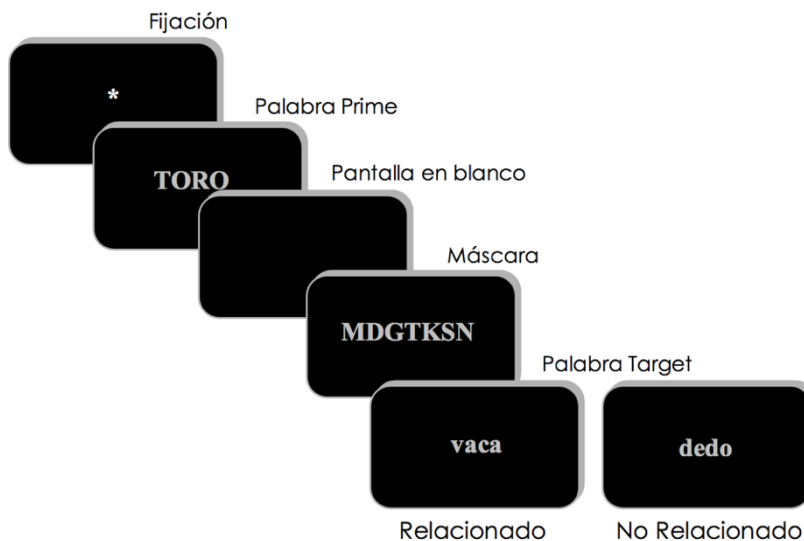 Fijación
*
Palabra Prime
TORO
Pantalla en blanco
Máscara
MDGTKSN
Palabra Target
vaca
dedo
Relacionado
No Relacionado